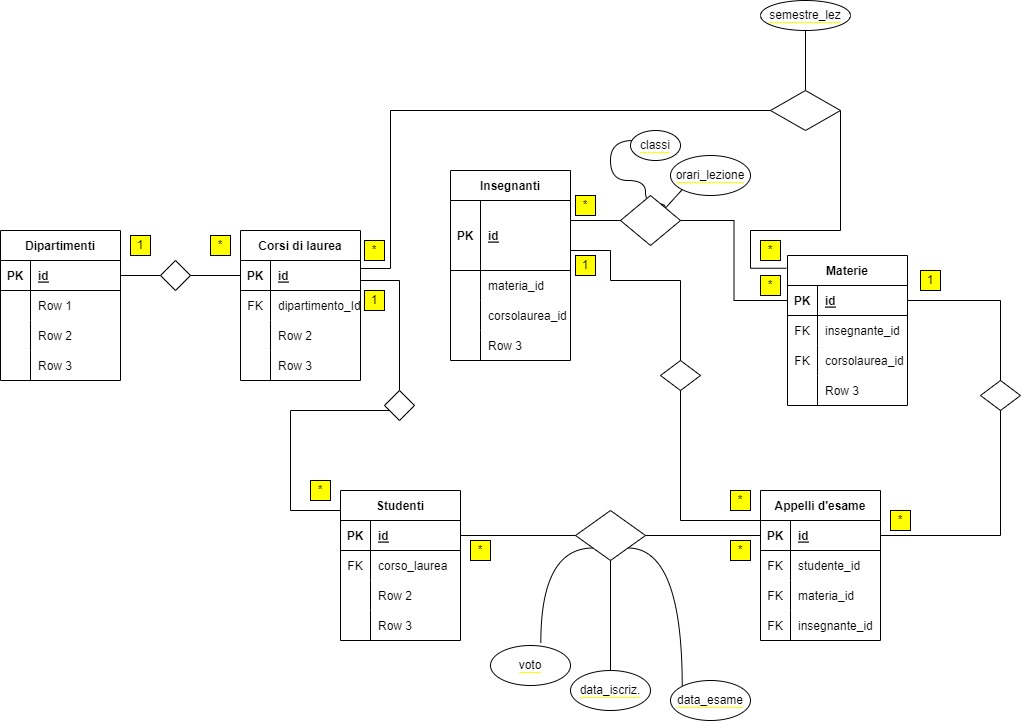 semestre_lez
classi
orari_lezione
Insegnanti
*
PK id
1
materia_id
corsolaurea_id
Row 3
Dipartimenti
1
PK id
Row 1
Row 2
Row 3
*
Corsi di laurea
*
PK id
FK dipartimento_Id
1
Row 2
Row 3
*
*
Materie
1
PK id
FK insegnante_id
FK corsolaurea_id
Row 3
*
Studenti
PK id
*
FK corso_laurea
Row 2
Row 3
*
*
Appelli d'esame
*
PK id
FK studente_id
FK materia_id
FK insegnante_id
voto
data_iscriz.
data_esame